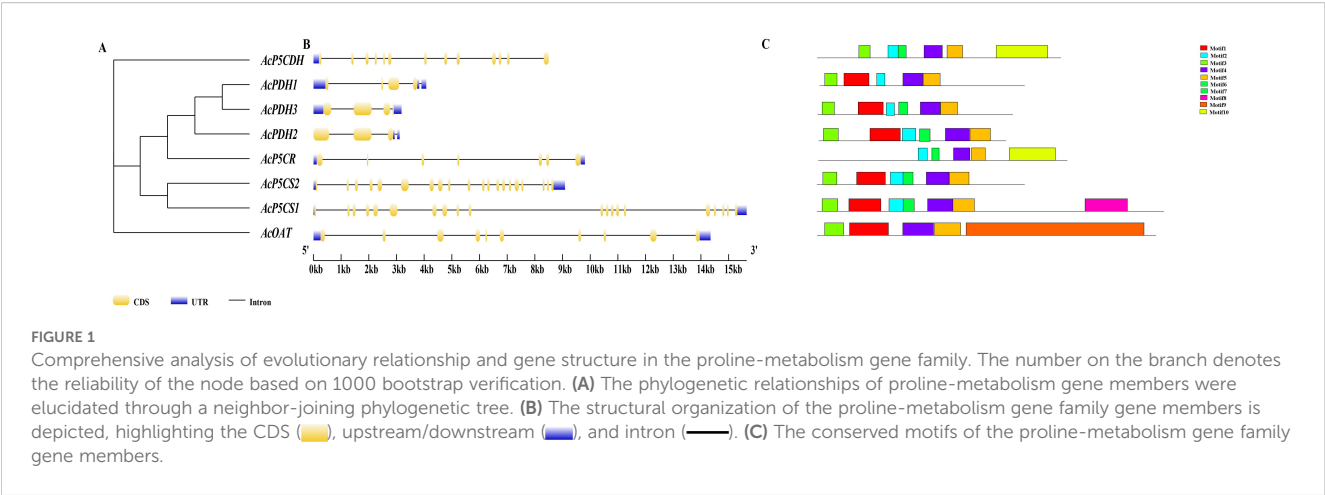 A
B
C
AcP5CDH
AcPDH1
AcPDH3
AcPDH2
AcP5CR
AcP5CS2
AcP5CS1
AcOAT
5'
3'
0kb 1kb 2kb 3kb 4kb 5kb 6kb 7kb 8kb 9kb 10kb 11kb 12kb 13kb 14kb 15kb
CDS UTR Intron
Motif1
Motif2
Motif3
Motif4
Motif5
Motif6
Motif7
Motif8
Motif9
Motif10
FIGURE 1
Comprehensive analysis of evolutionary relationship and gene structure in the proline-metabolism gene family. The number on the branch denotes
the reliability of the node based on 1000 bootstrap verification. (A) The phylogenetic relationships of proline-metabolism gene members were
elucidated through a neighbor-joining phylogenetic tree. (B) The structural organization of the proline-metabolism gene family gene members is
depicted, highlighting the CDS ( ), upstream/downstream ( ), and intron ( ). (C) The conserved motifs of the proline-metabolism gene family
gene members.